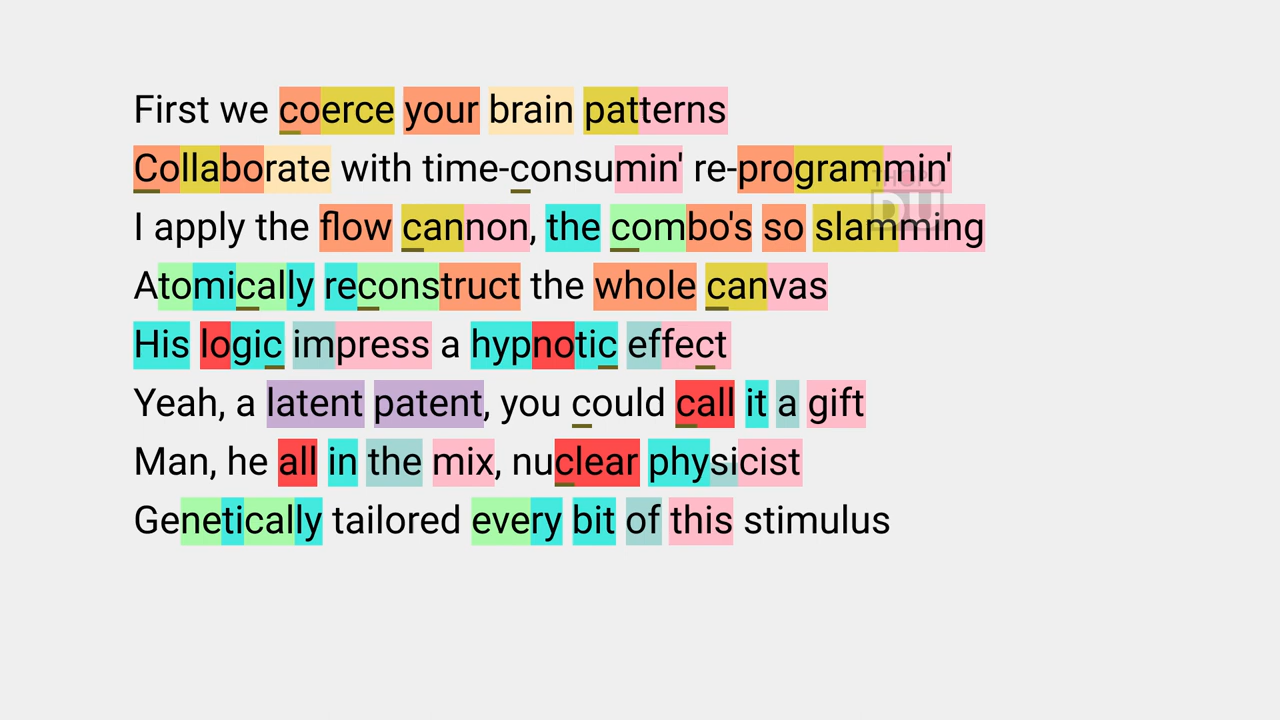 First we coerce your brain patterns
Collaborate with time-consumin' re-programmin'
I apply the flow cannon, the combo's so slamming
Atomically reconstruct the whole canvas
His logic impress a hypnotic effect
Yeah, a latent patent, you could call it a gift
Man, he all in the mix, nuclear physicist
Genetically tailored every bit of this stimulus
DU